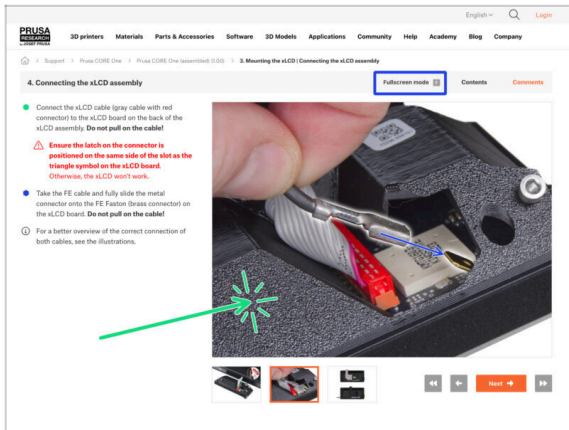 English
Login
PRUSA
RESEARCH
by JOSEF PRUSA
3D printers Materials Parts & Accessories Software 3D Models Applications Community Help Academy Blog Company
Support > Prusa CORE One > Prusa CORE One (assembled) (1.00) > 3. Mounting the xLCD | Connecting the xLCD assembly
4. Connecting the xLCD assembly
Fullscreen mode
Contents
Comments
Connect the xLCD cable (gray cable with red
connector) to the xLCD board on the back of the
xLCD assembly. Do not pull on the cable!
Ensure the latch on the connector is
positioned on the same side of the slot as the
triangle symbol on the xLCD board.
Otherwise, the xLCD won't work.
Take the FE cable and fully slide the metal
connector onto the FE Faston (brass connector) on
the xLCD board. Do not pull on the cable!
For a better overview of the correct connection of
both cables, see the illustrations.
Next